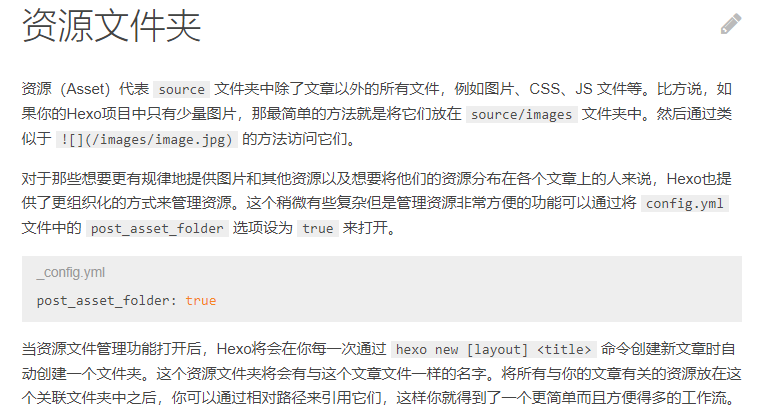 资源文件夹
资源（Asset）代表 source 文件夹中除了文章以外的所有文件，例如图片、CSS、JS 文件等。比方说，如
果你的Hexo项目中只有少量图片，那最简单的方法就是将它们放在 source/images 文件夹中。然后通过类
似于 ![](/images/image.jpg) 的方法访问它们。
对于那些想要更有规律地提供图片和其他资源以及想要将他们的资源分布在各个文章上的人来说，Hexo也提
供了更组织化的方式来管理资源。这个稍微有些复杂但是管理资源非常方便的功能可以通过将 config.yml
文件中的 post_asset_folder 选项设为 true 来打开。
_config.yml
post_asset_folder: true
当资源文件管理功能打开后，Hexo将会在你每一次通过 hexo new [layout] <title> 命令创建新文章时自
动创建一个文件夹。这个资源文件夹将会有与这个文章文件一样的名字。将所有与你的文章有关的资源放在这
个关联文件夹中之后，你可以通过相对路径来引用它们，这样你就得到了一个更简单而且方便得多的工作流。